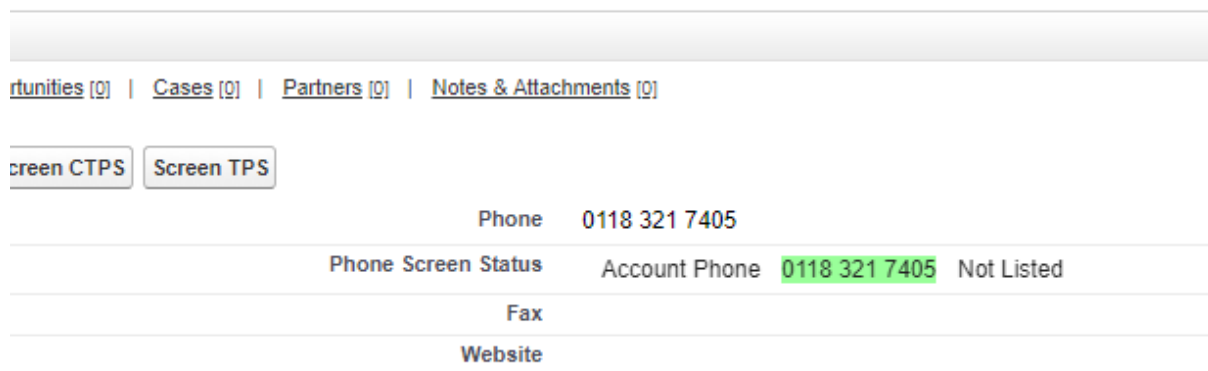 rtunities [0] | Cases [0] | Partners [0] | Notes & Attachments [0]
creen CTPS Screen TPS
Phone 0118 321 7405
Phone Screen Status Account Phone 0118 321 7405 Not Listed
Fax
Website